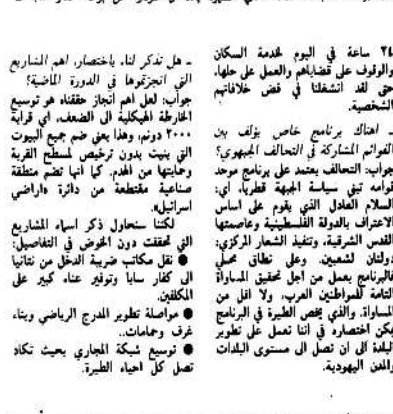 ٢٤ ساعة في اليوم لخدمة السكان
والوقوف على قضاياهم والعمل على حلها،
حتى لقد انشغلنا في فض خلافاتهم
الشخصية.
ـ اهناك برنامج خاص يؤلف بين
القوائم المشاركة في التحالف الجبهوي؟
جواب: التحالف يعتمد على برنامج موحد
قوامه تبني سياسة الجبهة قطريا، اي:
السلام العادل الذي يقوم على اساس
الاعتراف بالدولة الفلسطينية وعاصمتها
القدس الشرقية، وتنفيذ الشعار المركزي:
دولتان لشعبين. وعلى نطاق محلي
فالبرنامج يعمل من اجل تحقيق المساواة
التامة للمواطنين العرب، ولا اقل من
المساواة. والذي يخص الطيرة في البرنامج
يمكن اختصاره في اننا نعمل على تطوير
البلدة الى ان تصل الى مستوى البلدات
والمدن اليهودية.
ـ هل تذكر لنا، باختصار، اهم المشاريع
التي انجزتموها في الدورة الماضية؟
جواب: لعل اهم انجاز حققناه هو توسيع
الخارطة الهيكلية الى الضعف، اي قرابة
٢٠٠٠ دونم، وهذا يعني ضم جميع البيوت
التي بنيت بدون ترخيص لمسطح القرية
وحمايتها من الهدم. كما انها تضم منطقة
صناعية مقتطعة من دائرة «اراضي
اسرائيل».
لكننا سنحاول ذكر اسماء المشاريع
التي تحققت دون الخوض في التفاصيل:
● نقل مكاتب ضريبة الدخل من نتانيا
الى كفار سابا وتوفير عناء كبير على
المكلفين.
● مواصلة تطوير المدرج الرياضي وبناء
غرف وحمامات..
● توسيع شبكة المجاري بحيث تكاد
تصل كل احياء الطيرة.